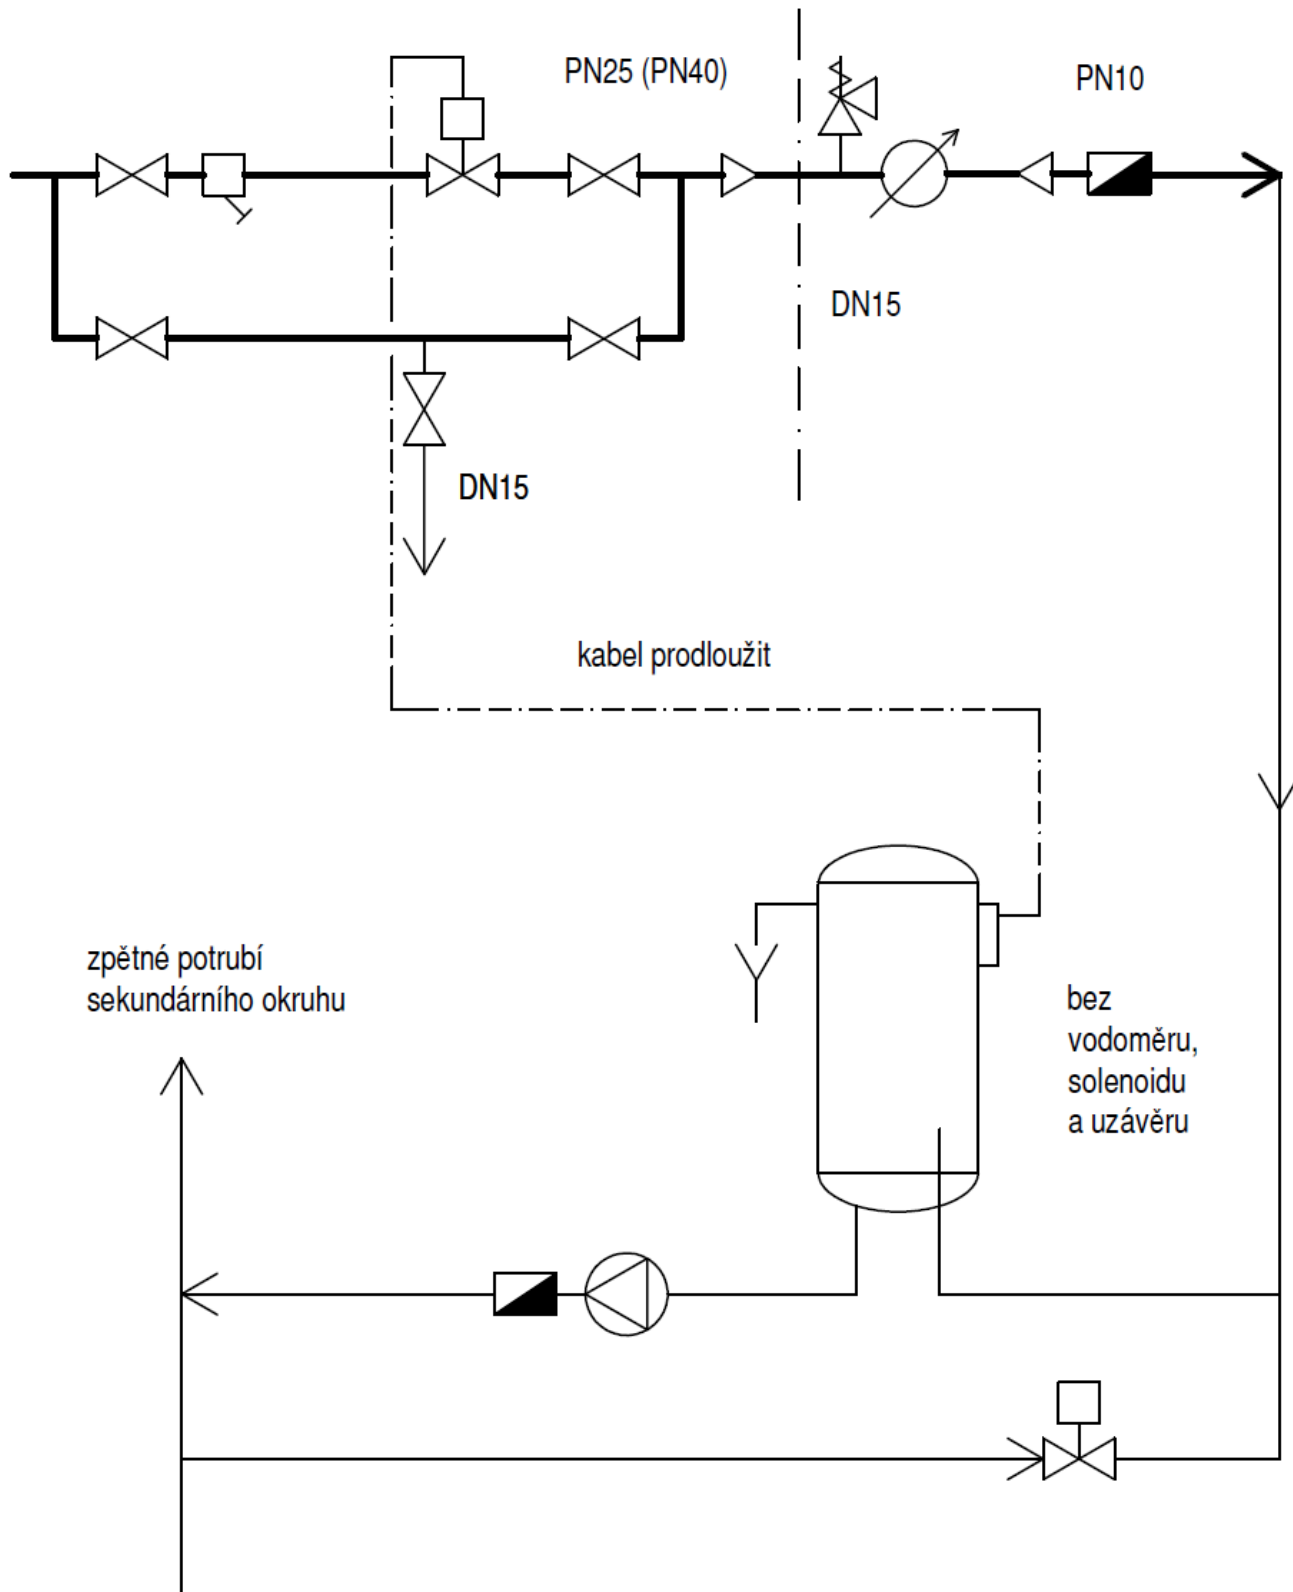 PN25 (PN40)
PN10
DN15
DN15
kabel prodloužit
zpětné potrubí
sekundárního okruhu
bez
vodoměru,
solenoidu
a uzávěru